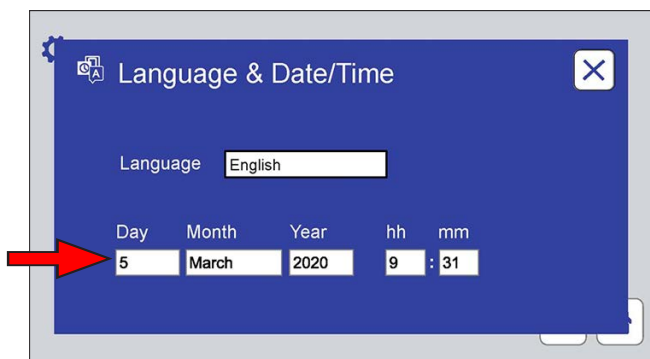 Language & Date/Time
Language English
Day Month Year hh mm
5 March 2020 9 : 31